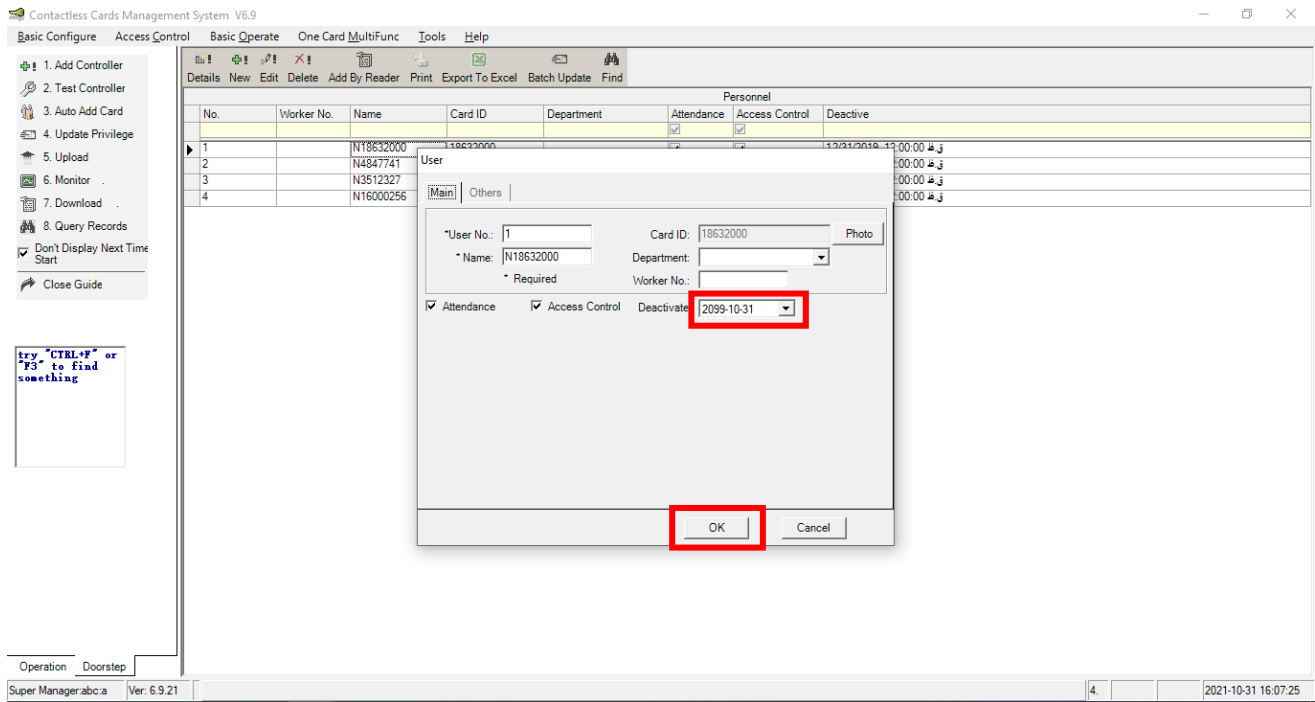 Contactless Cards Management System V6.9
Basic Configure Access Control Basic Operate One Card MultiFunc Tools Help
1. Add Controller
2. Test Controller
3. Auto Add Card
4. Update Privilege
5. Upload
6. Monitor .
7. Download .
8. Query Records
Don't Display Next Time
Start
Close Guide
try "CTRL+F" or
"F3" to find
something
Operation Doorstep
Details New Edit Delete Add By Reader Print Export To Excel Batch Update Find
Personnel
No. Worker No. Name Card ID Department Attendance Access Control Deactive
1 N18632000 18632000 12/31/2019 12:00:00 ق.ظ
2 N4847741 :00:00 ق.ظ
3 N3512327 :00:00 ق.ظ
4 N16000256 :00:00 ق.ظ
User
Main Others
*User No.: 1 Card ID: 18632000 Photo
* Name: N18632000 Department:
* Required Worker No.:
Attendance Access Control Deactivate 2099-10-31
OK Cancel
Super Manager:abc:a Ver: 6.9.21 4. 2021-10-31 16:07:25